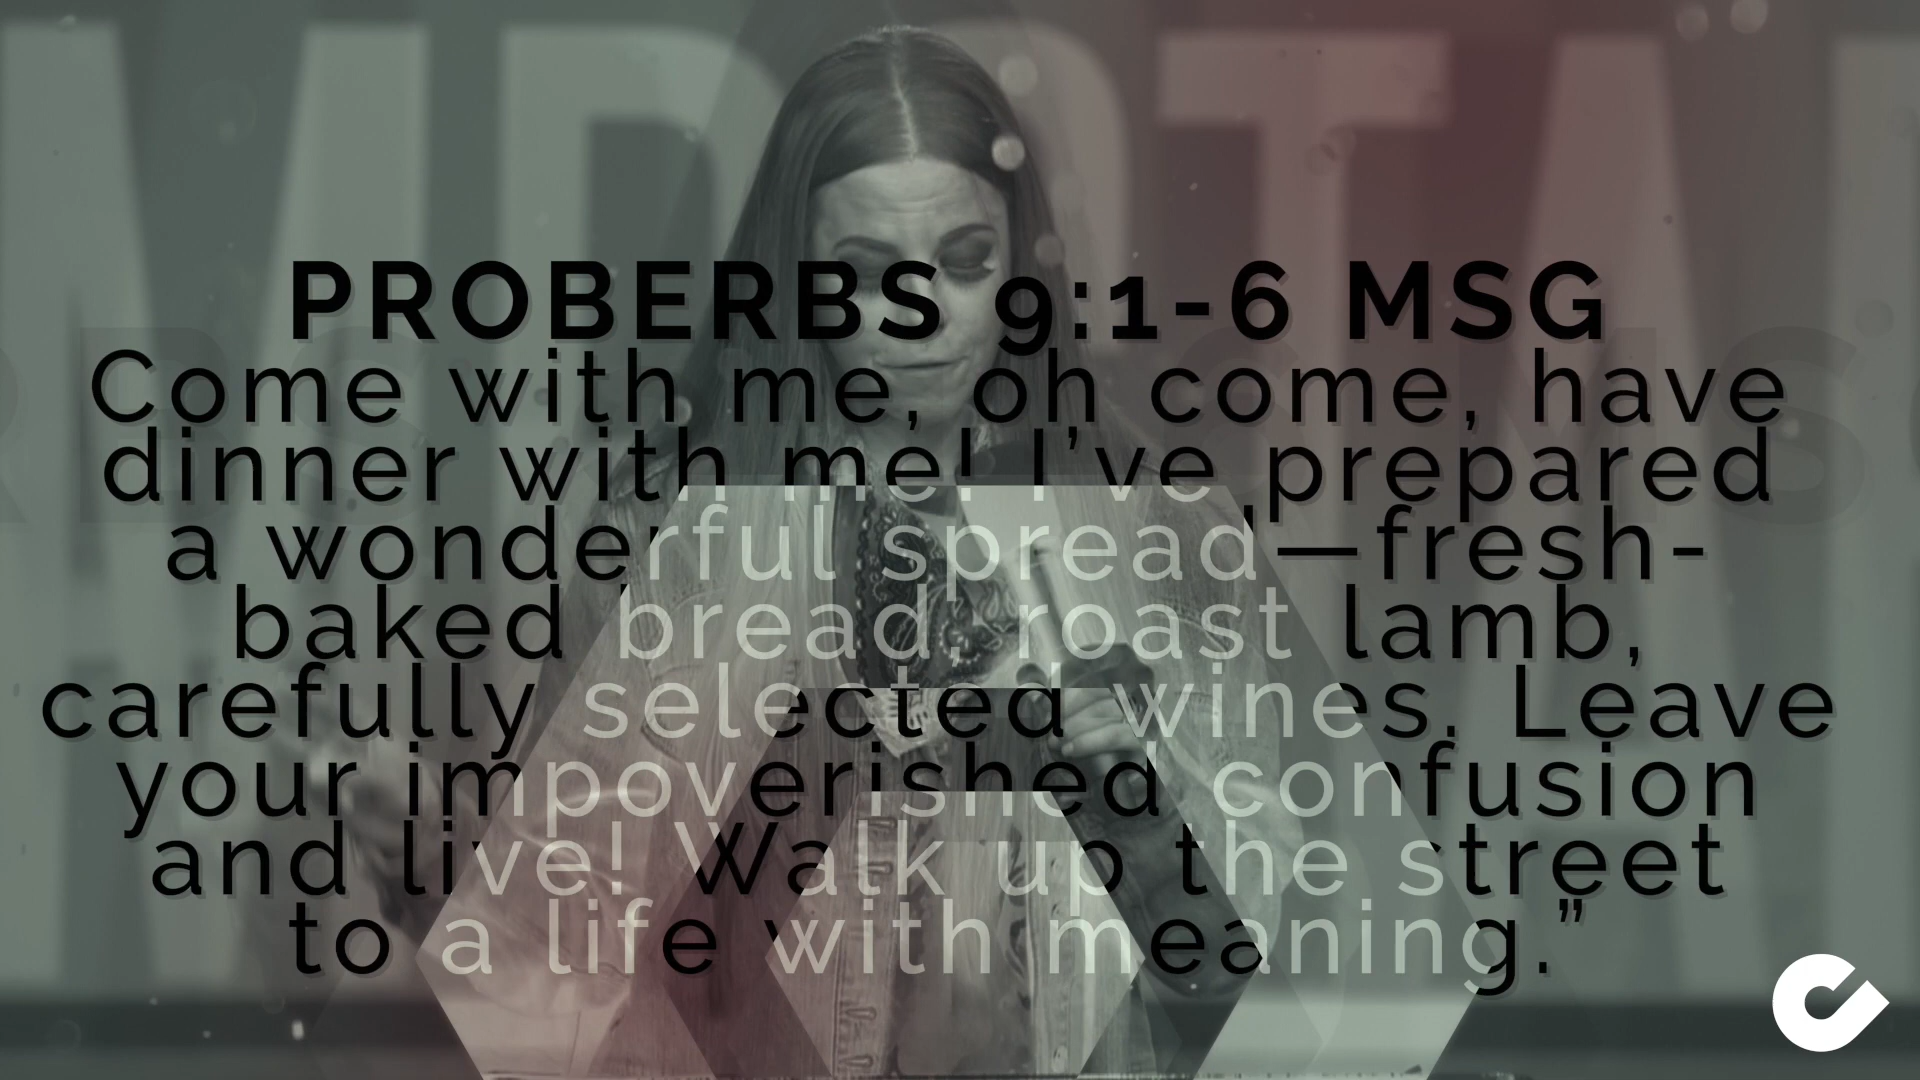 PROBERBS 9:1-6 MSG
Come with me, oh come, have
dinner with me! I’ve prepared
a wonderful spread—fresh-
baked bread, roast lamb,
carefully selected wines. Leave
your impoverished confusion
and live! Walk up the street
to a life with meaning.”